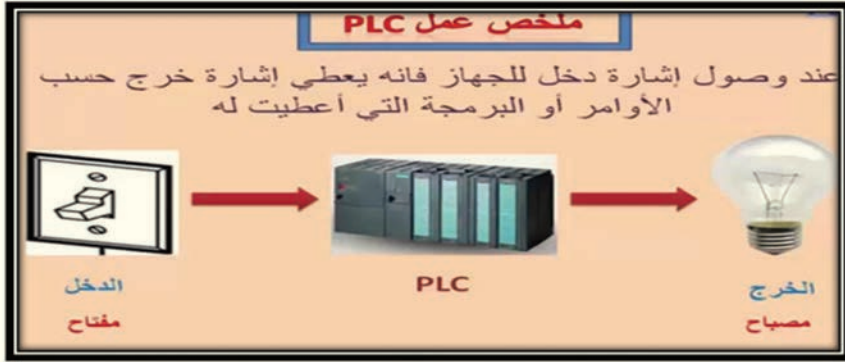 ملخص عمل PLC
عند وصول إشارة دخل للجهاز فانه يعطي إشارة خرج حسب
الأوامر أو البرمجة التي أعطيت له
الخرج
PLC
الدخل
مصباح
مفتاح